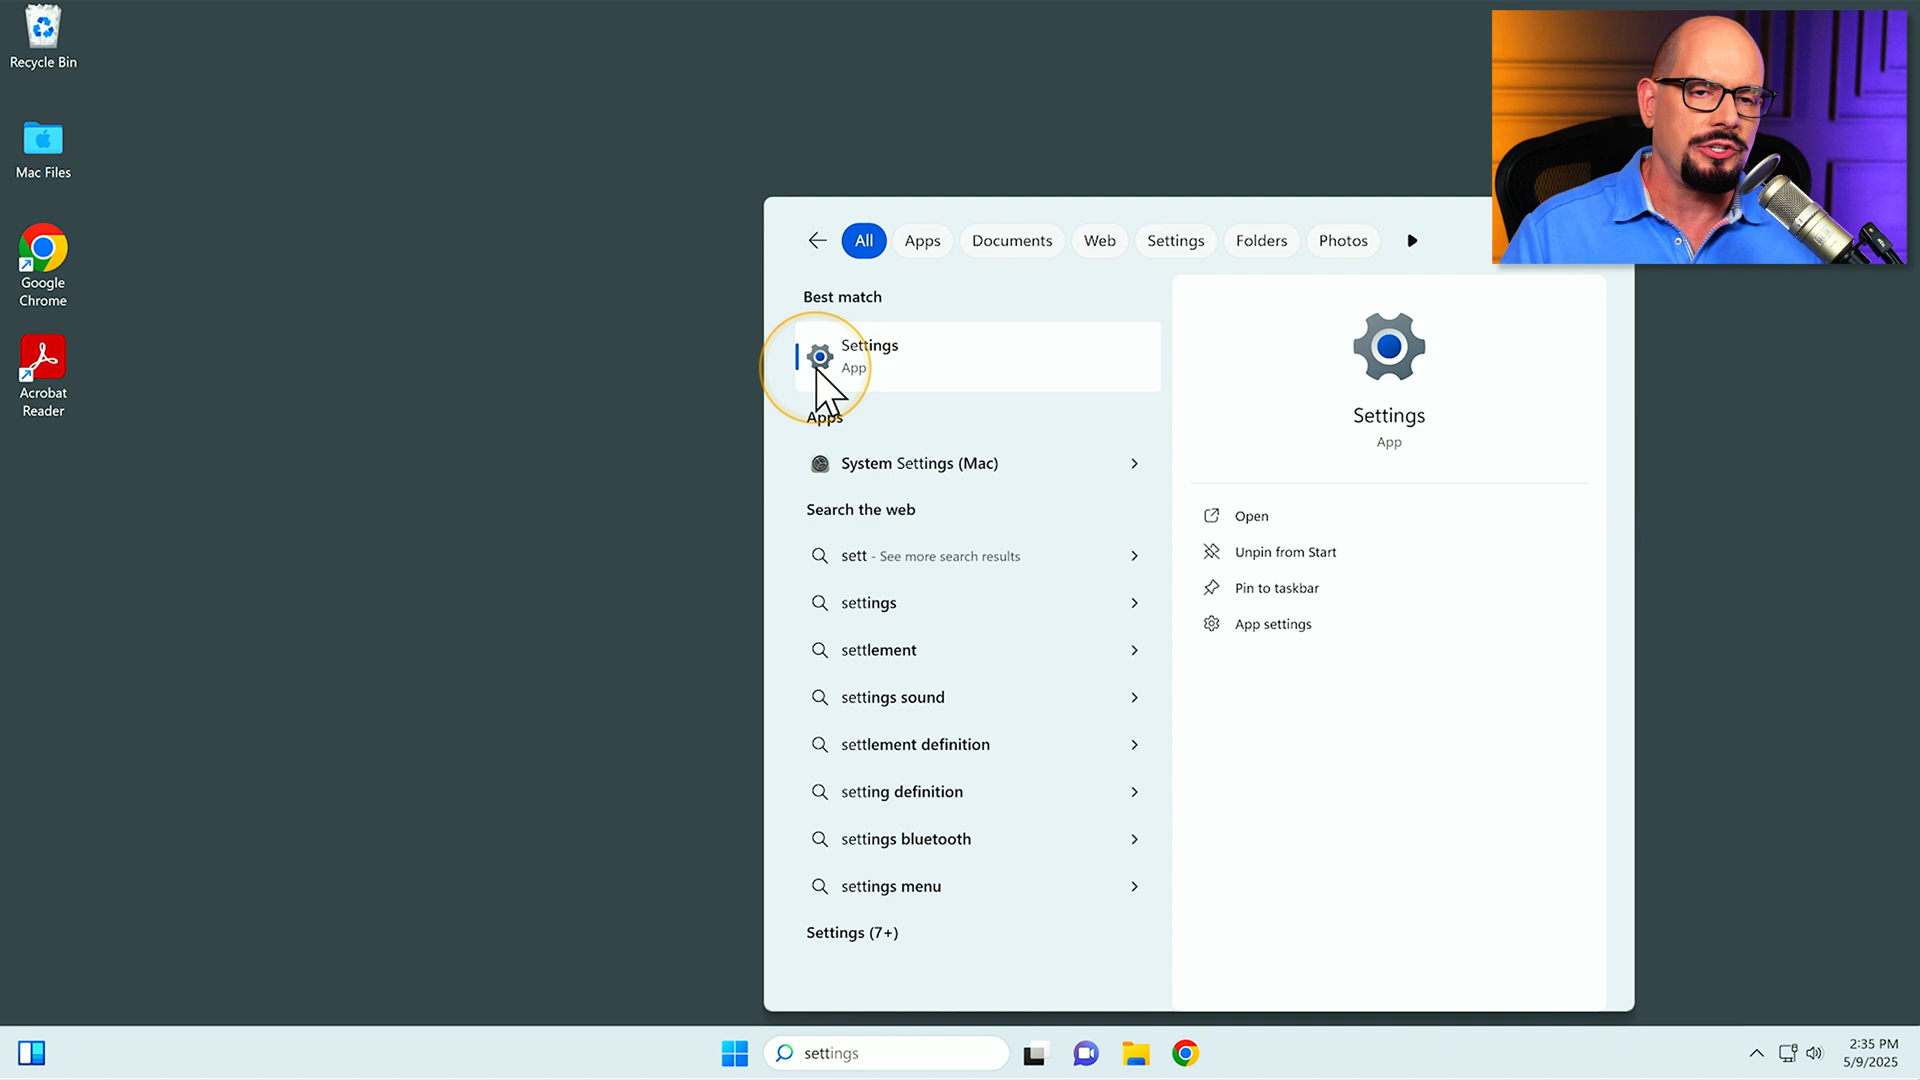 Recycle Bin
Mac Files
Google
Chrome
Acrobat
Reader
All
Apps
Documents
Web
Settings
Folders
Photos
Best match
Settings
App
Apps
System Settings (Mac)
Search the web
sett - See more search results
settings
settlement
settings sound
settlement definition
setting definition
settings bluetooth
settings menu
Settings (7+)
Settings
App
Open
Unpin from Start
Pin to taskbar
App settings
settings
2:35 PM
5/9/2025